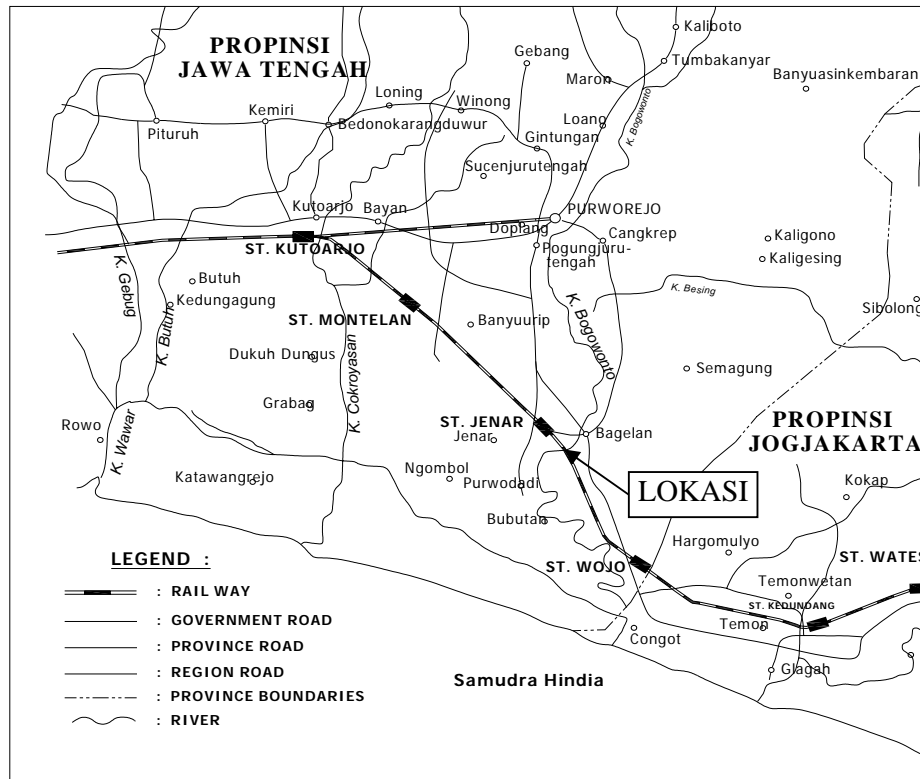 Kaliboto
PROPINSI
JAWA TENGAH
Gebang
Tumbakanyar
Maron
Banyuasinkembaran
Loning
Winong
Kemiri
Pituruh
Bedonokarangduwur
Loano
Gintungan
K. Bogowonto
Sucenjurutengah
Kutoarjo
Bayan
PURWOREJO
Doplang
Cangkrep
ST. KUTOARJO
Pogungjuru-
tengah
Kaligono
Kaligesing
K. Gebug
Butuh
Kedungagung
K. Butuh
K. Besing
Sibolong
ST. MONTELAN
Banyuurip
K. Bogowonto
Dukuh Dungus
K. Cokroyasan
Semagung
Grabag
PROPINSI
JOGJAKARTA
Rowo
K. Wawar
ST. JENAR
Jenar
Bagelan
Katawangrejo
Ngombol
Purwodadi
LOKASI
Kokap
Bubutan
Hargomulyo
LEGEND :
ST. WOJO
ST. WATES
Temonwetan
: RAIL WAY
ST. KEDUNDANG
: GOVERNMENT ROAD
Congot
Temon
: PROVINCE ROAD
: REGION ROAD
Samudra Hindia
Glagah
: PROVINCE BOUNDARIES
: RIVER